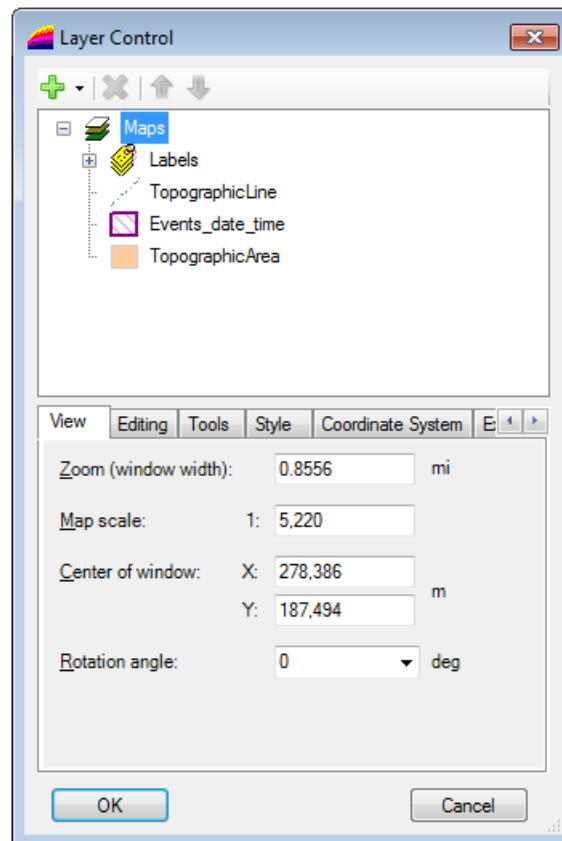 Layer Control
Maps
Labels
TopographicLine
Events_date_time
TopographicArea
View Editing Tools Style Coordinate System
Zoom (window width): 0.8556 mi
Map scale: 1: 5,220
Center of window: X: 278,386 m
Y: 187,494
Rotation angle: 0 deg
OK Cancel